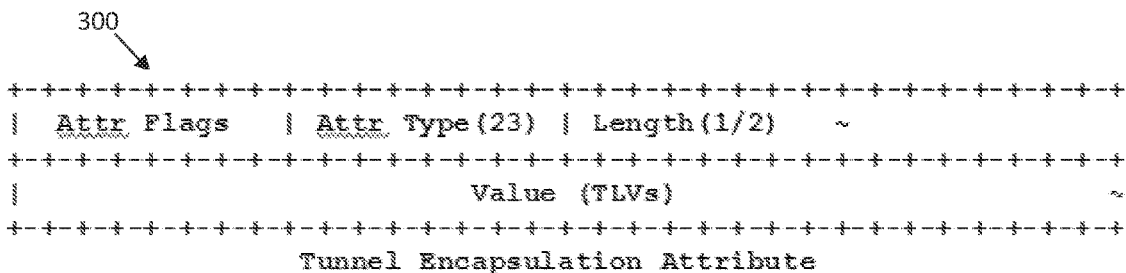 300
+-+-+-+-+-+-+-+-+-+-+-+-+-+-+-+-+-+-+-+-+-+-+-+-+-+-+-+-+-+-+-+-+
| Attr Flags | Attr Type(23) | Length(1/2) ~
+-+-+-+-+-+-+-+-+-+-+-+-+-+-+-+-+-+-+-+-+-+-+-+-+-+-+-+-+-+-+-+-+
| Value (TLVs) ~
+-+-+-+-+-+-+-+-+-+-+-+-+-+-+-+-+-+-+-+-+-+-+-+-+-+-+-+-+-+-+-+-+
Tunnel Encapsulation Attribute